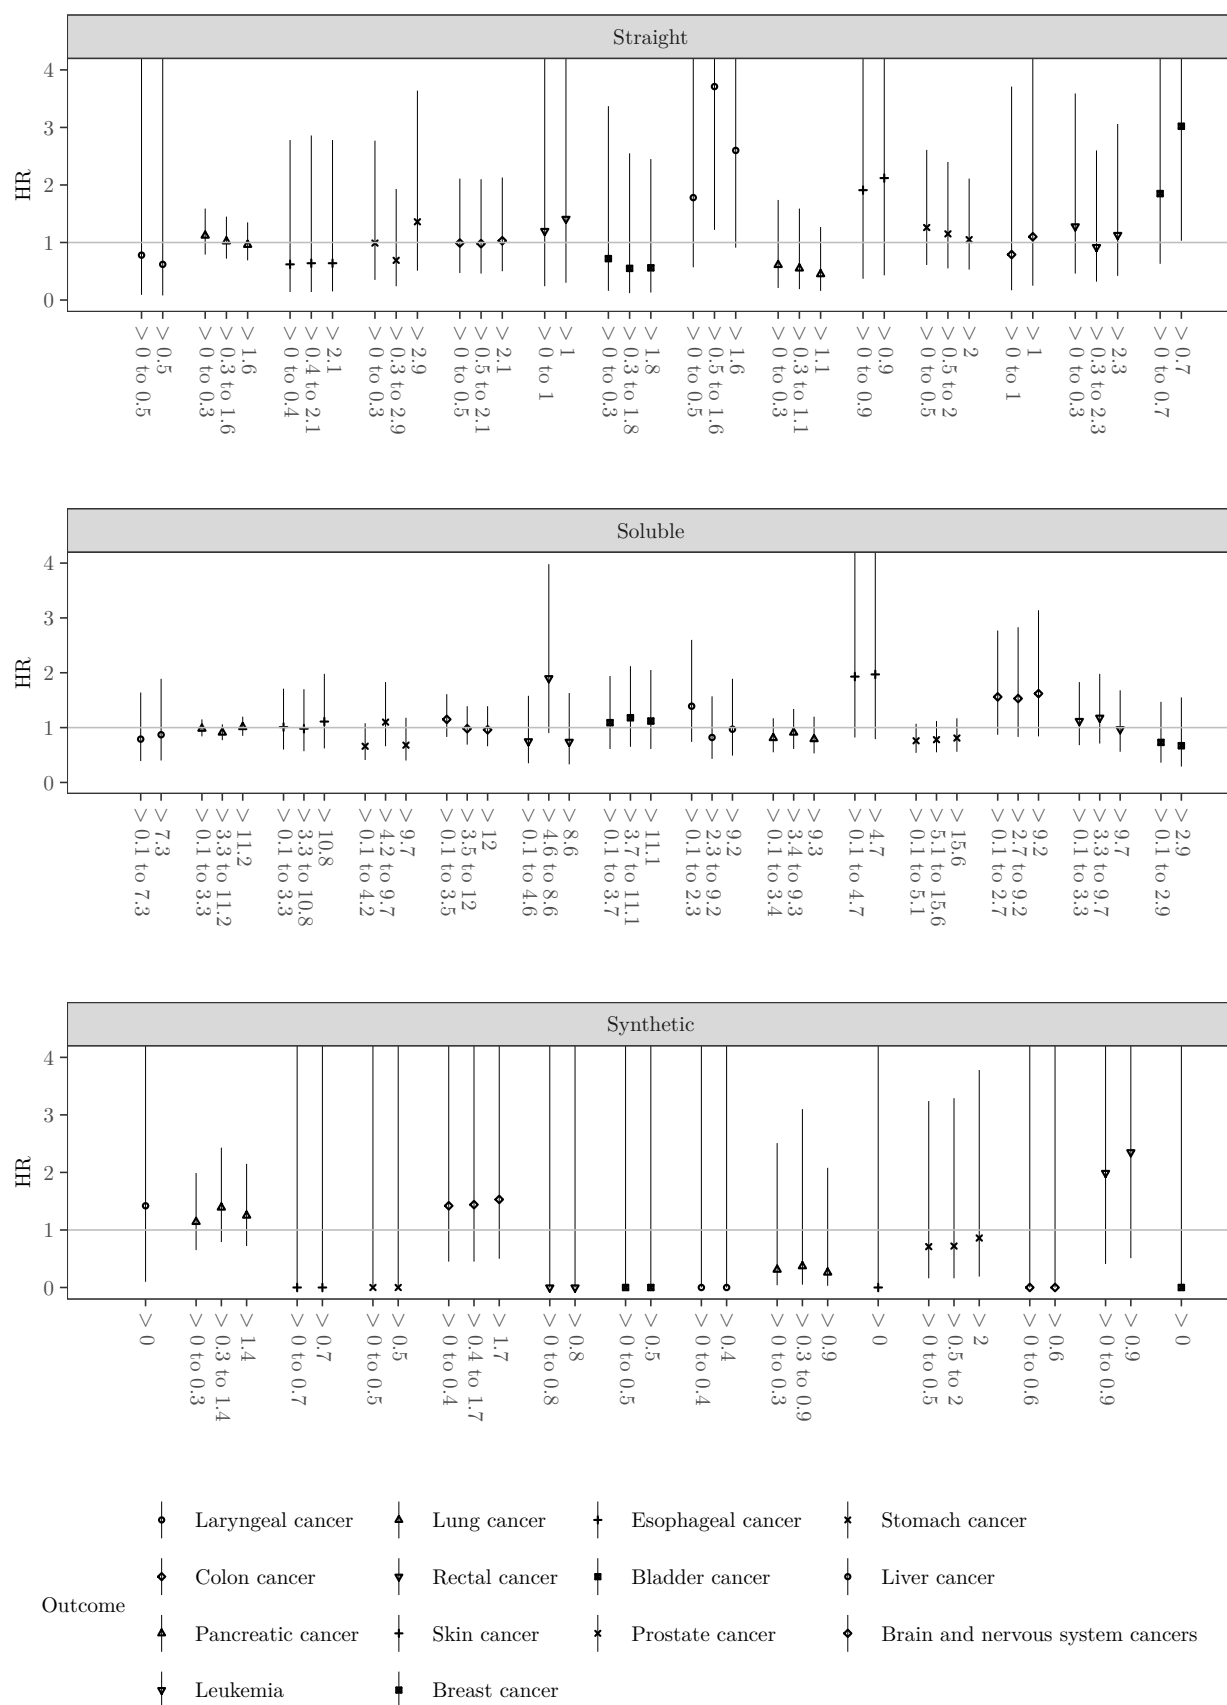 Straight
HR
4
3
2
1
0
> 0 to 0.5
> 0.5
> 0 to 0.3
> 0.3 to 1.6
> 1.6
> 0 to 0.4
> 0.4 to 2.1
> 2.1
> 0 to 0.3
> 0.3 to 2.9
> 2.9
> 0 to 0.5
> 0.5 to 2.1
> 2.1
> 0 to 1
> 1
> 0 to 0.3
> 0.3 to 1.8
> 1.8
> 0 to 0.5
> 0.5 to 1.6
> 1.6
> 0 to 0.3
> 0.3 to 1.1
> 1.1
> 0 to 0.9
> 0.9
> 0 to 0.5
> 0.5 to 2
> 2
> 0 to 1
> 1
> 0 to 0.3
> 0.3 to 2.3
> 2.3
> 0 to 0.7
> 0.7
Soluble
HR
4
3
2
1
0
> 0.1 to 7.3
> 7.3
> 0.1 to 3.3
> 3.3 to 11.2
> 11.2
> 0.1 to 3.3
> 3.3 to 10.8
> 10.8
> 0.1 to 4.2
> 4.2 to 9.7
> 9.7
> 0.1 to 3.5
> 3.5 to 12
> 12
> 0.1 to 4.6
> 4.6 to 8.6
> 8.6
> 0.1 to 3.7
> 3.7 to 11.1
> 11.1
> 0.1 to 2.3
> 2.3 to 9.2
> 9.2
> 0.1 to 3.4
> 3.4 to 9.3
> 9.3
> 0.1 to 4.7
> 4.7
> 0.1 to 5.1
> 5.1 to 15.6
> 15.6
> 0.1 to 2.7
> 2.7 to 9.2
> 9.2
> 0.1 to 3.3
> 3.3 to 9.7
> 9.7
> 0.1 to 2.9
> 2.9
Synthetic
HR
4
3
2
1
0
> 0
> 0 to 0.3
> 0.3 to 1.4
> 1.4
> 0 to 0.7
> 0.7
> 0 to 0.5
> 0.5
> 0 to 0.4
> 0.4 to 1.7
> 1.7
> 0 to 0.8
> 0.8
> 0 to 0.5
> 0.5
> 0 to 0.4
> 0.4
> 0 to 0.3
> 0.3 to 0.9
> 0.9
> 0
> 0 to 0.5
> 0.5 to 2
> 2
> 0 to 0.6
> 0.6
> 0 to 0.9
> 0.9
> 0
Outcome
Laryngeal cancer Lung cancer Esophageal cancer Stomach cancer
Colon cancer Rectal cancer Bladder cancer Liver cancer
Pancreatic cancer Skin cancer Prostate cancer Brain and nervous system cancers
Leukemia Breast cancer